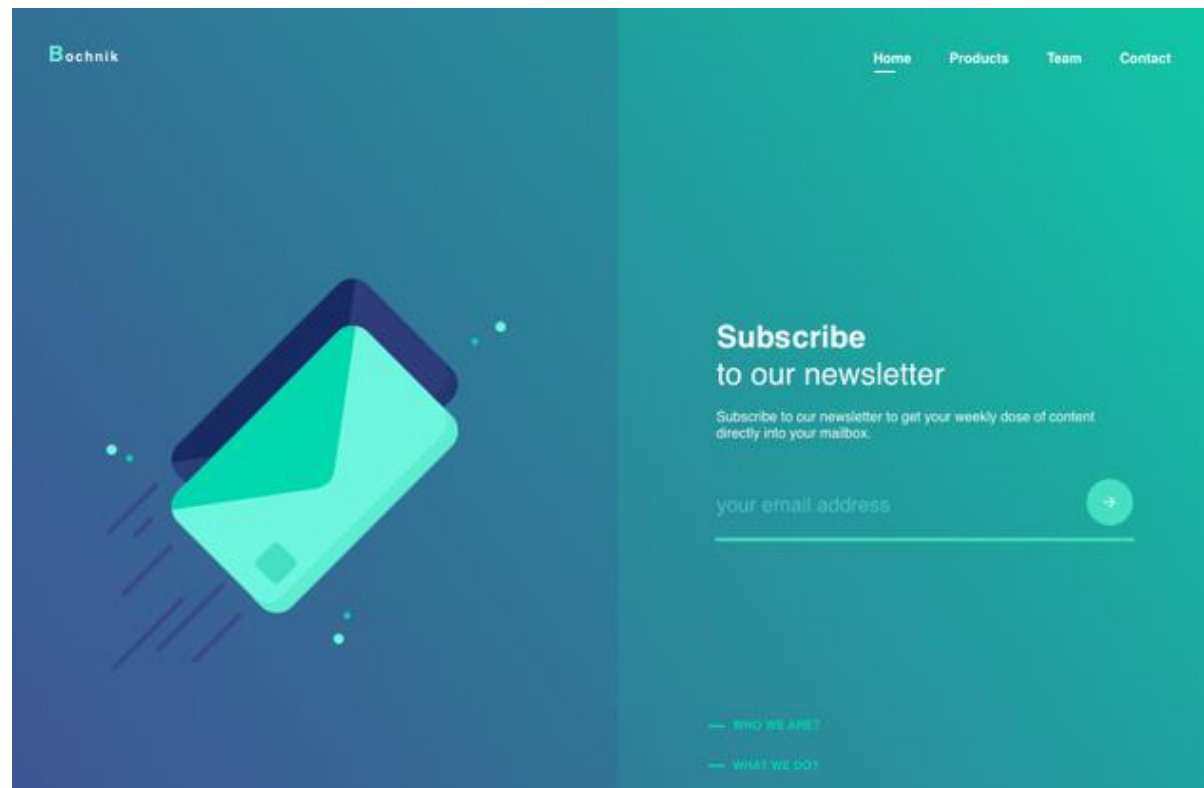 Bochnik
Home Products Team Contact
Subscribe
to our newsletter
Subscribe to our newsletter to get your weekly dose of content
directly into your mailbox.
your email address
WHO WE ARE?
WHAT WE DO?